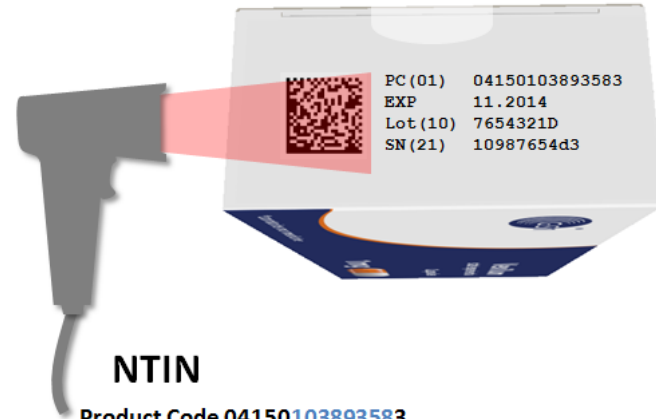 PC(01) 04150103893583
EXP 11.2014
Lot(10) 7654321D
SN(21) 10987654d3
NTIN
Product Code 04150103893583